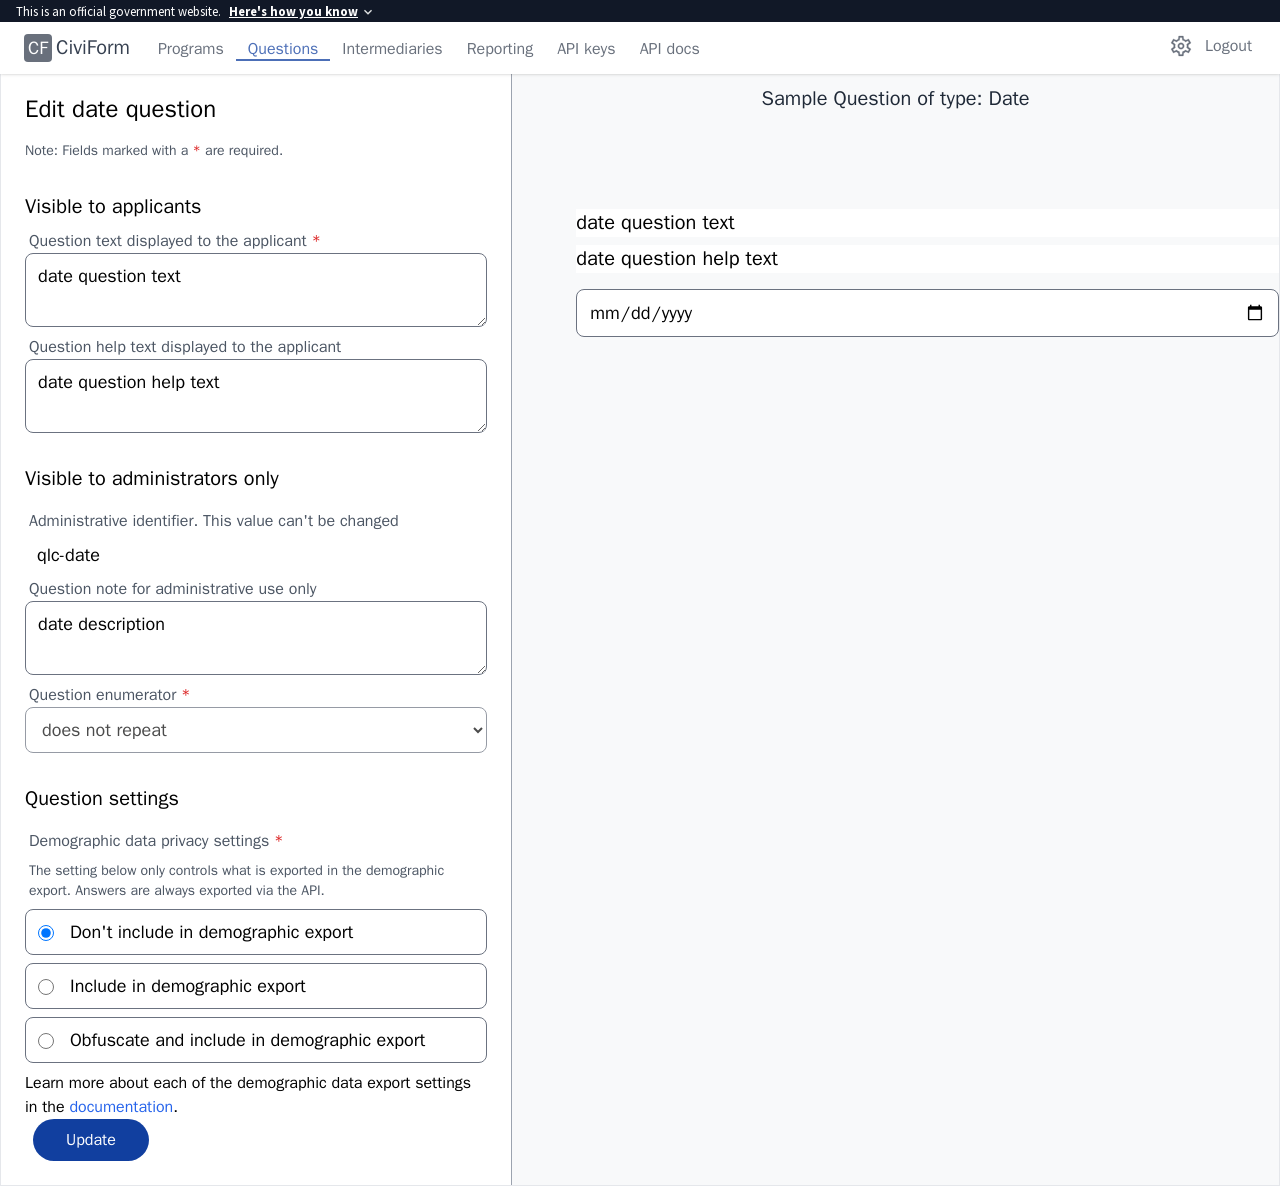 This is an official government website. Here's how you know
CF CiviForm Programs Questions Intermediaries Reporting API keys API docs Logout
Edit date question
Note: Fields marked with a * are required.
Visible to applicants
Question text displayed to the applicant *
date question text
Question help text displayed to the applicant
date question help text
Visible to administrators only
Administrative identifier. This value can't be changed
qlc-date
Question note for administrative use only
date description
Question enumerator *
does not repeat
Question settings
Demographic data privacy settings *
The setting below only controls what is exported in the demographic
export. Answers are always exported via the API.
Don't include in demographic export
Include in demographic export
Obfuscate and include in demographic export
Learn more about each of the demographic data export settings
in the documentation.
Update
Sample Question of type: Date
date question text
date question help text
mm/dd/yyyy